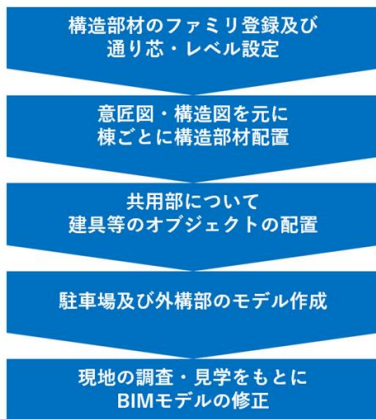 構造部材のファミリ登録及び
通り芯・レベル設定
意匠図・構造図を元に
棟ごとに構造部材配置
共用部について
建具等のオブジェクトの配置
駐車場及び外構部のモデル作成
現地の調査・見学をもとに
BIMモデルの修正